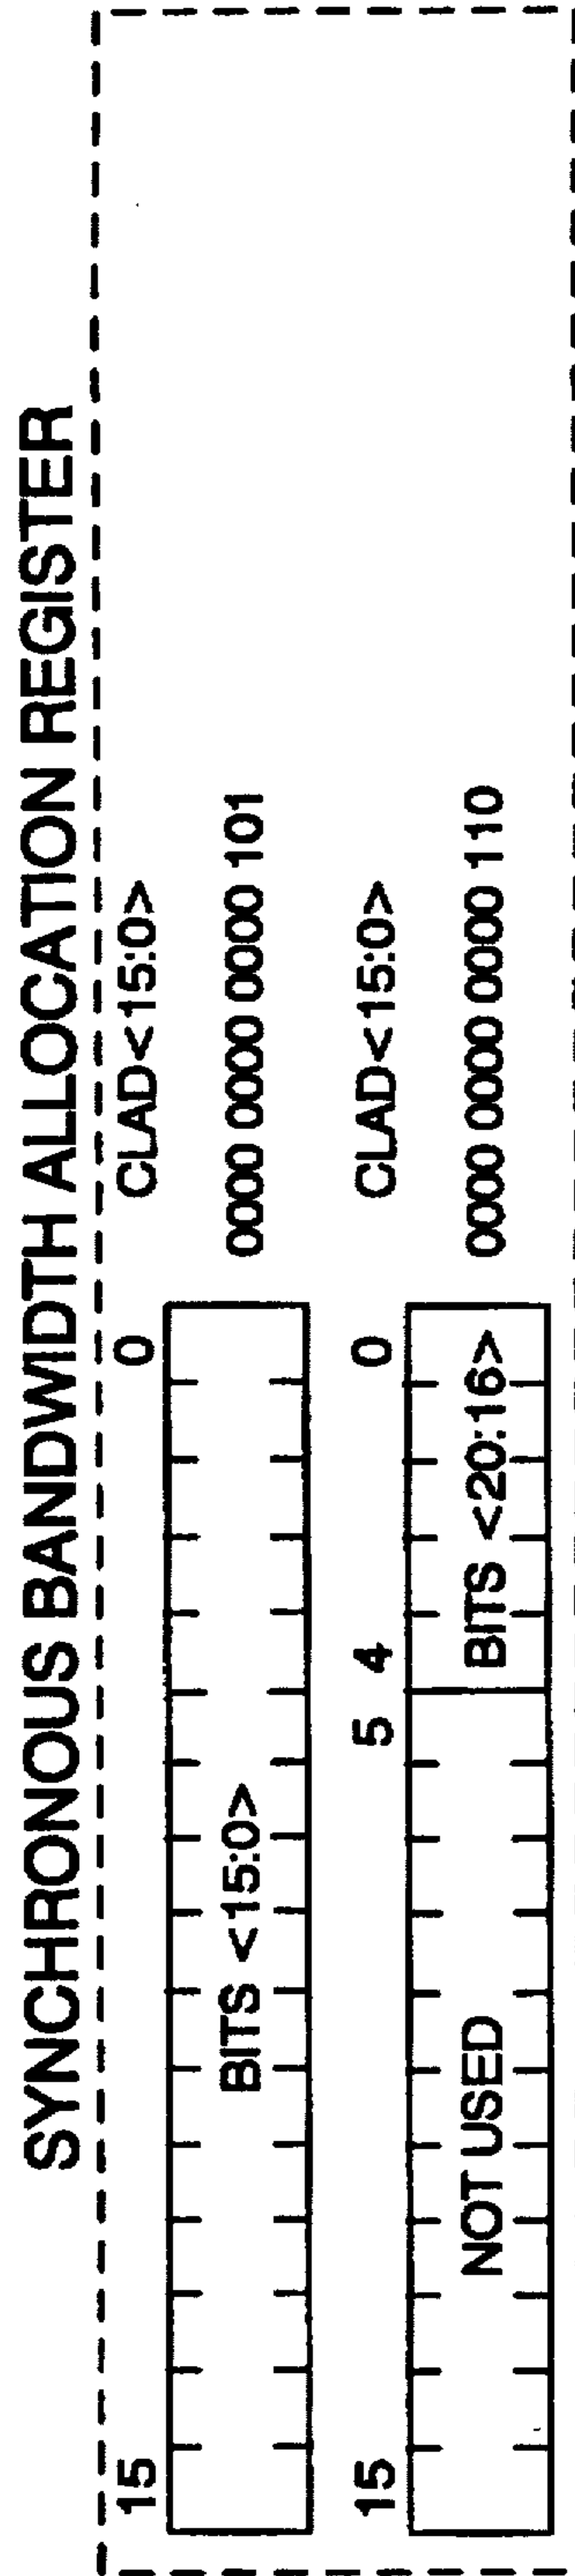 SYNCHRONOUS BANDWIDTH ALLOCATION REGISTER
15 0 CLAD<15:0>
BITS <15:0> 0000 0000 0000 101
15 5 4 0 CLAD<15:0>
NOT USED BITS <20:16> 0000 0000 0000 110